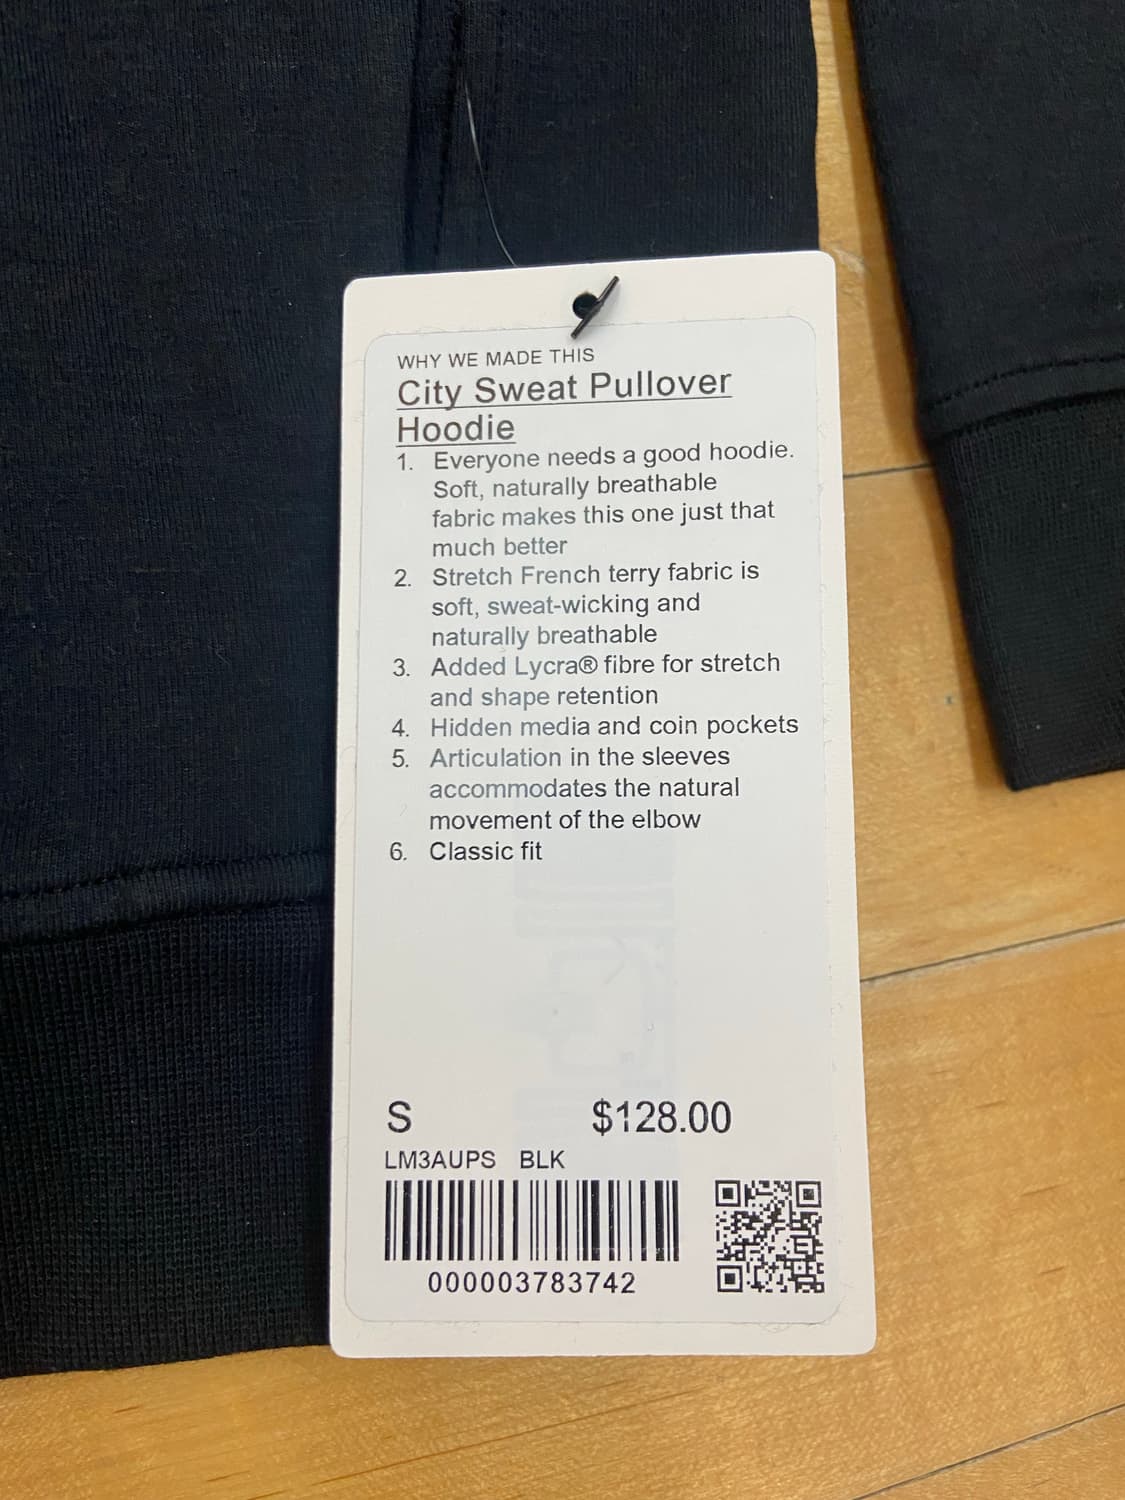 WHY WE MADE THIS
City Sweat Pullover
Hoodie
1. Everyone needs a good hoodie.
Soft, naturally breathable
fabric makes this one just that
much better
2. Stretch French terry fabric is
soft, sweat-wicking and
naturally breathable
3. Added Lycra® fibre for stretch
and shape retention
4. Hidden media and coin pockets
5. Articulation in the sleeves
accommodates the natural
movement of the elbow
6. Classic fit
S $128.00
LM3AUPS BLK
000003783742